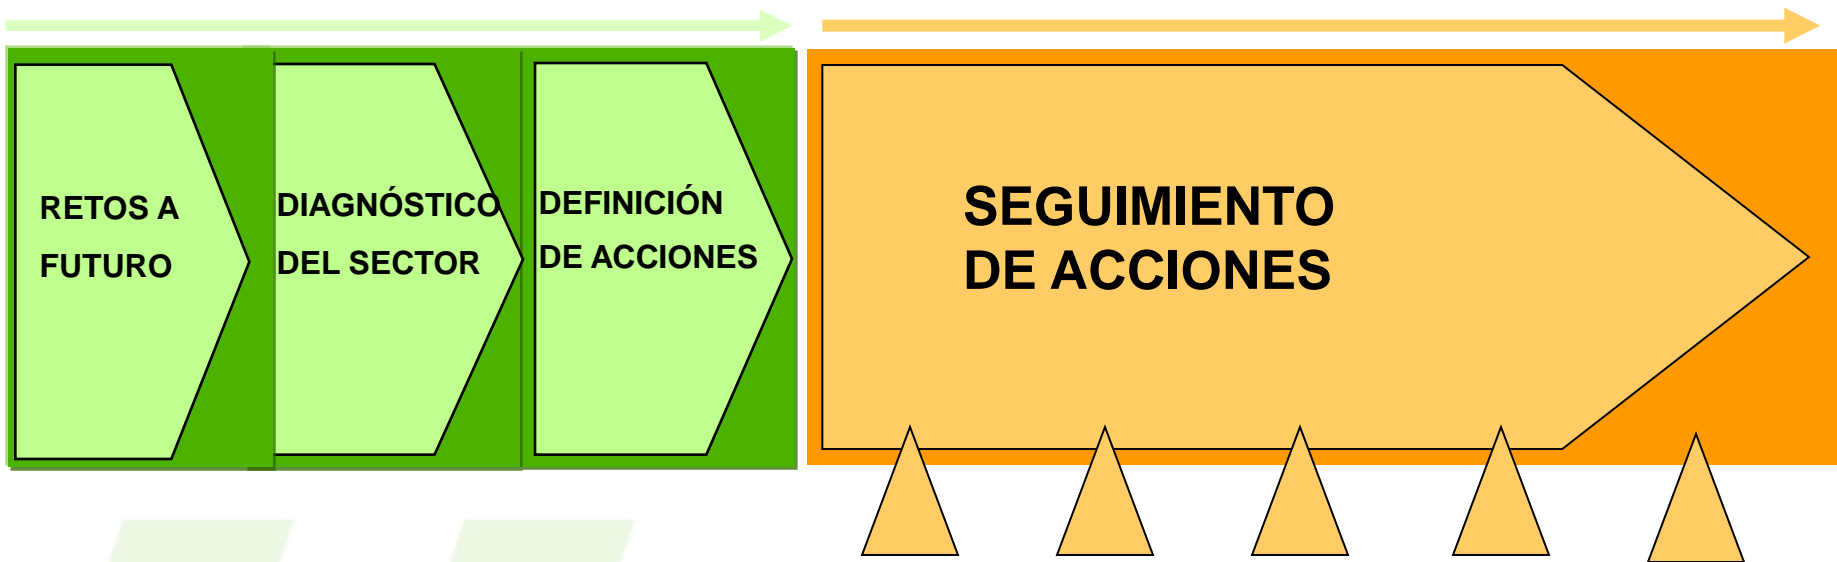 RETOS A
FUTURO
DIAGNÓSTICO
DEL SECTOR
DEFINICIÓN
DE ACCIONES
SEGUIMIENTO
DE ACCIONES